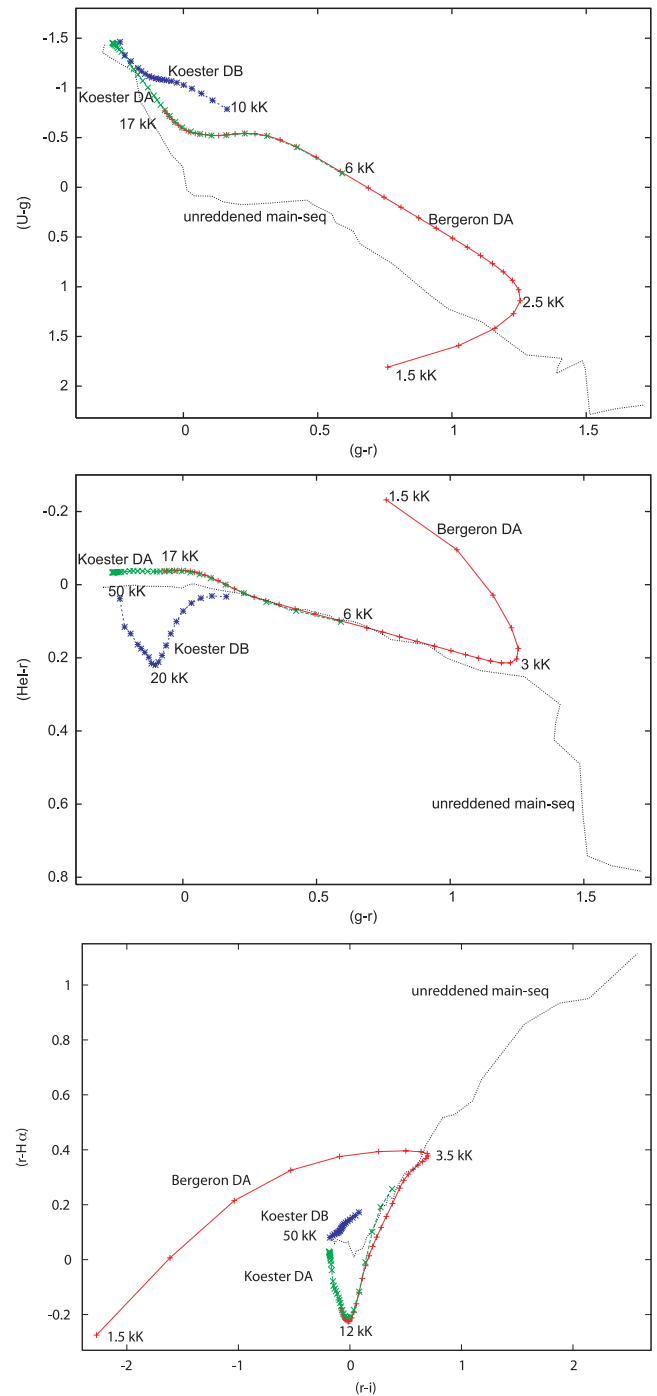 -1.5
-1
-0.5
0
0.5
1
1.5
2
(U-g)
Koester DB
Koester DA
10 kK
17 kK
6 kK
unreddened main-seq
Bergeron DA
2.5 kK
1.5 kK
0 0.5 1 1.5
(g-r)
-0.2
0
0.2
0.4
0.6
0.8
(HeI-r)
1.5 kK
Bergeron DA
Koester DA 17 kK
50 kK
6 kK
Koester DB
20 kK
3 kK
unreddened main-seq
0 0.5 1 1.5
(g-r)
1
0.8
0.6
0.4
0.2
0
-0.2
(r-Hα)
unreddened main-seq
3.5 kK
Bergeron DA
Koester DB
50 kK
Koester DA
12 kK
1.5 kK
-2 -1 0 1 2
(r-i)